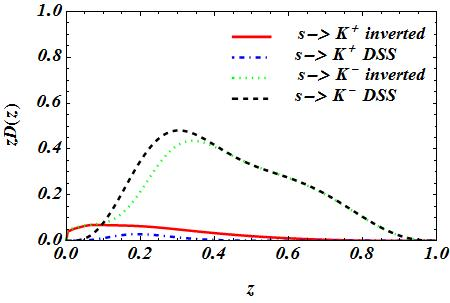 1.0
0.8
0.6
0.4
0.2
0.0
zD(z)
s-> K+ inverted
s-> K+ DSS
s-> K- inverted
s-> K- DSS
0.0 0.2 0.4 0.6 0.8 1.0
z